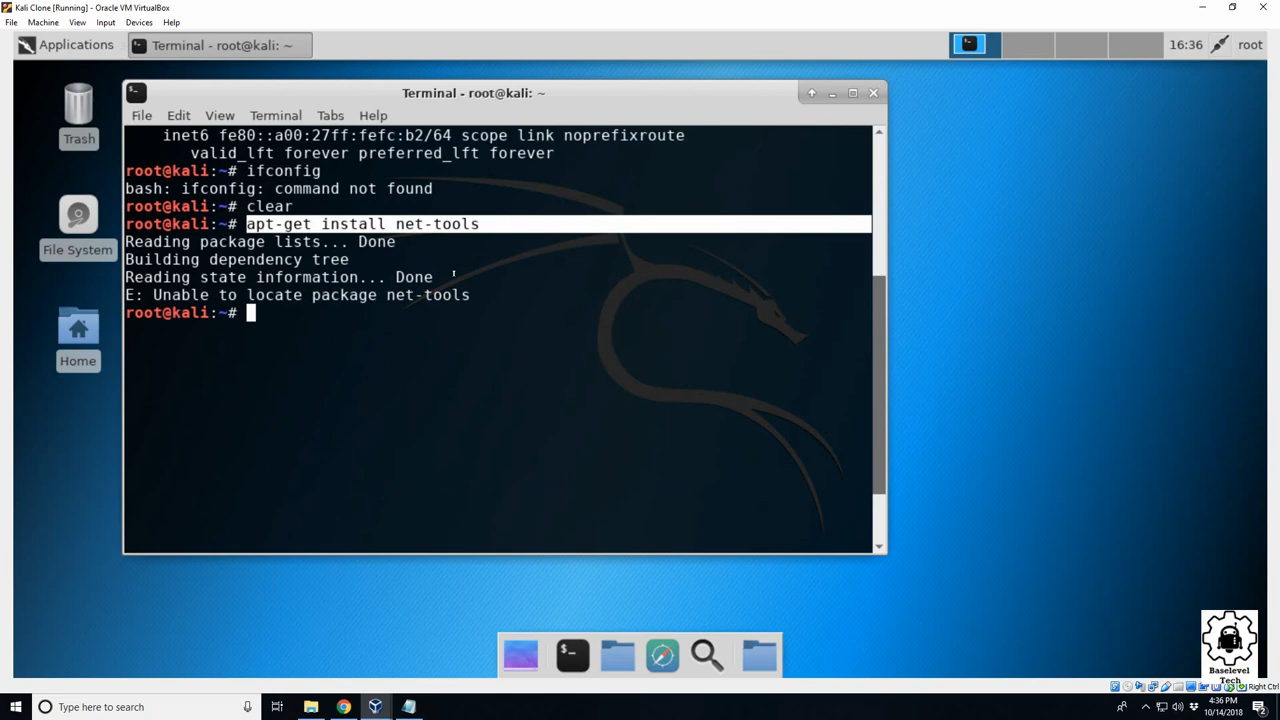 Kali Clone [Running] - Oracle VM VirtualBox
File Machine View Input Devices Help
Applications Terminal - root@kali: ~ 16:36 root
Trash
File System
Home
Terminal - root@kali: ~
File Edit View Terminal Tabs Help
inet6 fe80::a00:27ff:fefc:b2/64 scope link noprefixroute
valid_lft forever preferred_lft forever
root@kali:~# ifconfig
bash: ifconfig: command not found
root@kali:~# clear
root@kali:~# apt-get install net-tools
Reading package lists... Done
Building dependency tree
Reading state information... Done
E: Unable to locate package net-tools
root@kali:~#
$_
Baselevel
Tech
Right Ctrl
Type here to search
4:36 PM
10/14/2018
2